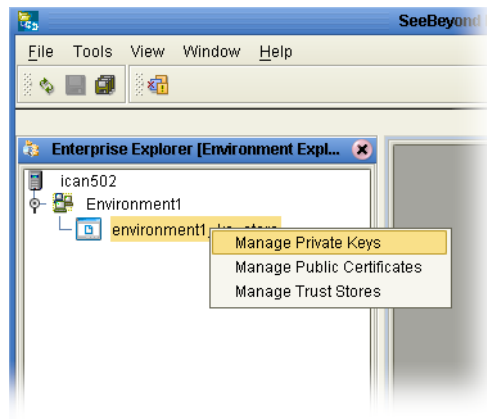 SeeBeyond
File Tools View Window Help
Enterprise Explorer [Environment Expl...
ican502
Environment1
environment1_
Manage Private Keys
Manage Public Certificates
Manage Trust Stores